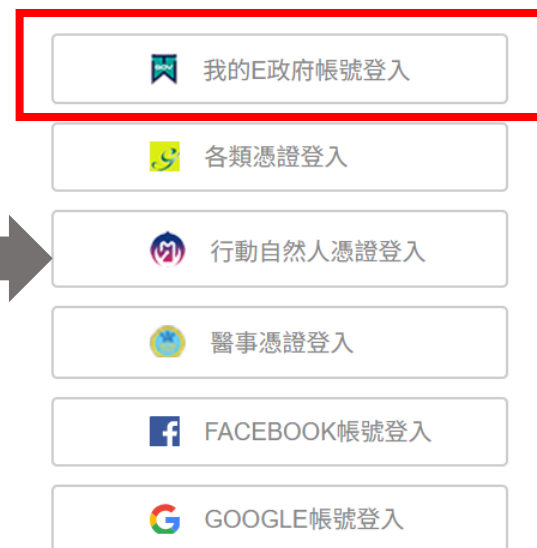 GOV
我的E政府帳號登入
各類憑證登入
行動自然人憑證登入
醫事憑證登入
FACEBOOK帳號登入
GOOGLE帳號登入